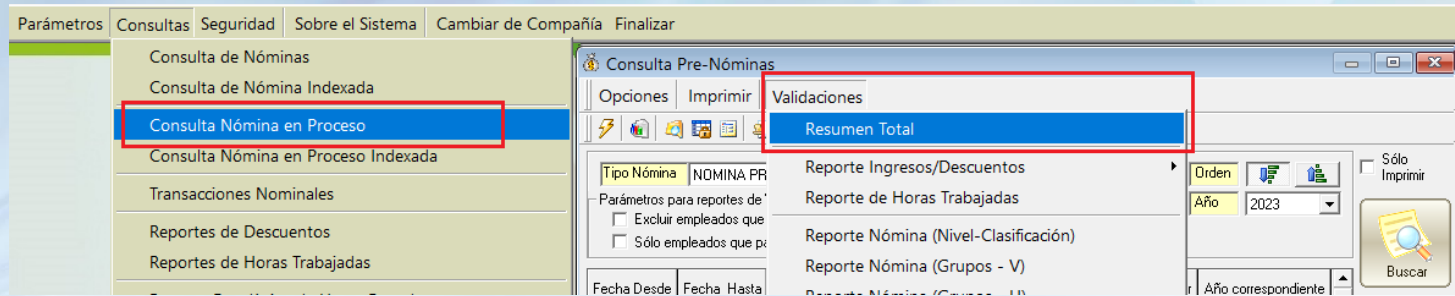 Parámetros Consultas Seguridad Sobre el Sistema Cambiar de Compañía Finalizar
Consulta de Nóminas
Consulta de Nómina Indexada
Consulta Nómina en Proceso
Consulta Nómina en Proceso Indexada
Transacciones Nominales
Reportes de Descuentos
Reportes de Horas Trabajadas
Consulta Pre-Nóminas
Opciones Imprimir Validaciones
Resumen Total
Reporte Ingresos/Descuentos
Reporte de Horas Trabajadas
Reporte Nómina (Nivel-Clasificación)
Reporte Nómina (Grupos - V)
Tipo Nómina NOMINA PR
Parámetros para reportes de
Excluir empleados que
Sólo empleados que pa
Orden
Año 2023
Sólo
Imprimir
Buscar
Fecha Desde Fecha Hasta
Año correspondiente